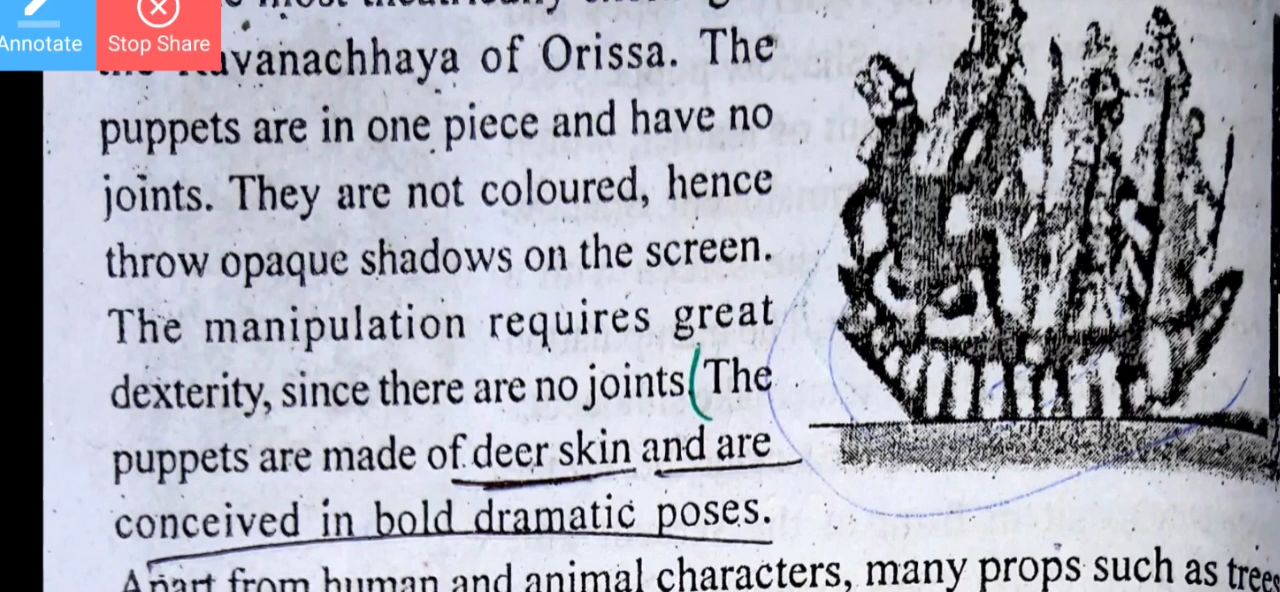 Annotate Stop Share
of Orissa. The
puppets are in one piece and have no
joints. They are not coloured, hence
throw opaque shadows on the screen.
The manipulation requires great
dexterity, since there are no joints. (The
puppets are made of deer skin and are
conceived in bold dramatic poses.
Apart from human and animal characters, many props such as trees